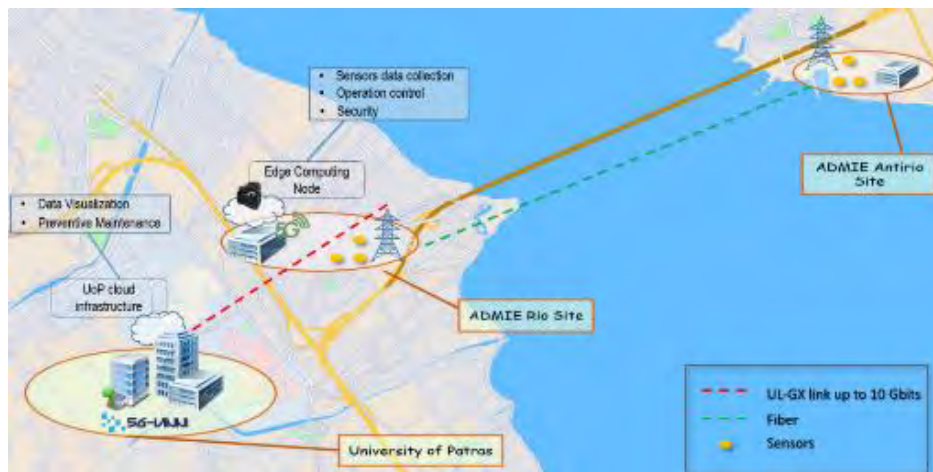 • Sensors data collection
• Operation control
• Security
Edge Computing
Node
5G
• Data Visualization
• Preventive Maintenance
UoP cloud
infrastructure
ADMIE Antirio
Site
ADMIE Rio Site
University of Patras
UL-GX link up to 10 Gbits
Fiber
Sensors